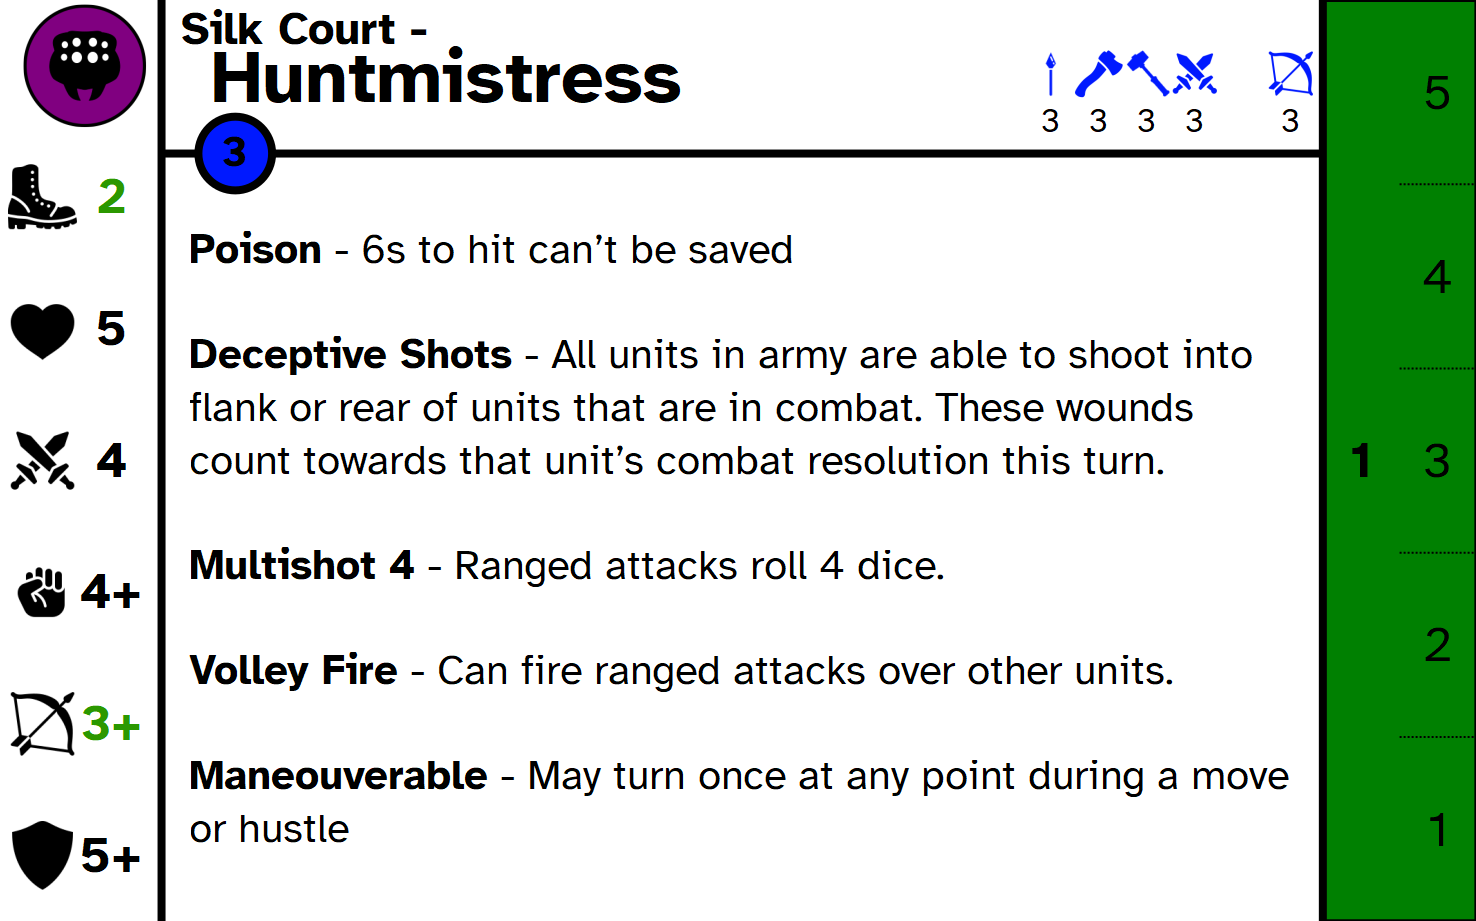 Silk Court -
Huntmistress
3 3 3 3 3
3
2
5
4
4+
3+
5+
Poison - 6s to hit can’t be saved
Deceptive Shots - All units in army are able to shoot into
flank or rear of units that are in combat. These wounds
count towards that unit’s combat resolution this turn.
Multishot 4 - Ranged attacks roll 4 dice.
Volley Fire - Can fire ranged attacks over other units.
Maneouverable - May turn once at any point during a move
or hustle
5
4
1 3
2
1